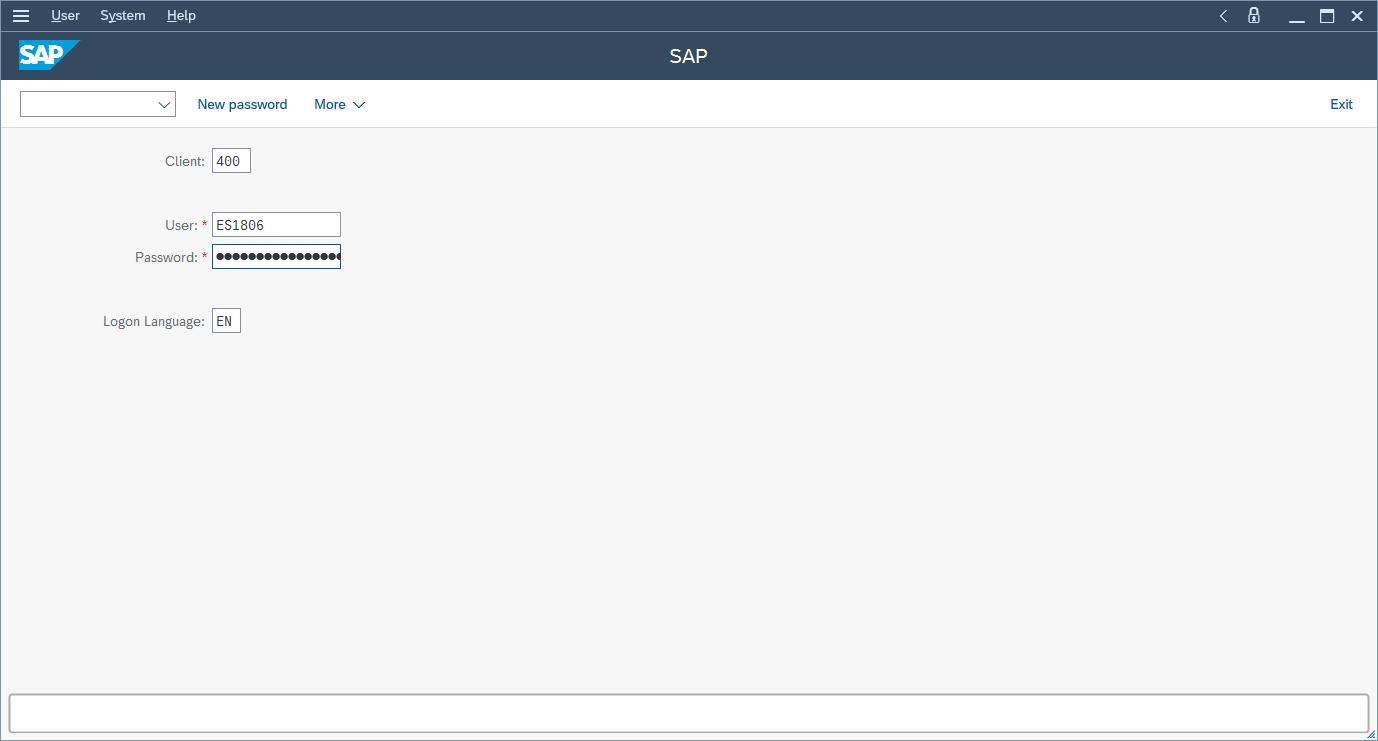 User System Help
SAP SAP
New password More Exit
Client: 400
User: * ES1806
Password: * ●●●●●●●●●●●●●●●●
Logon Language: EN